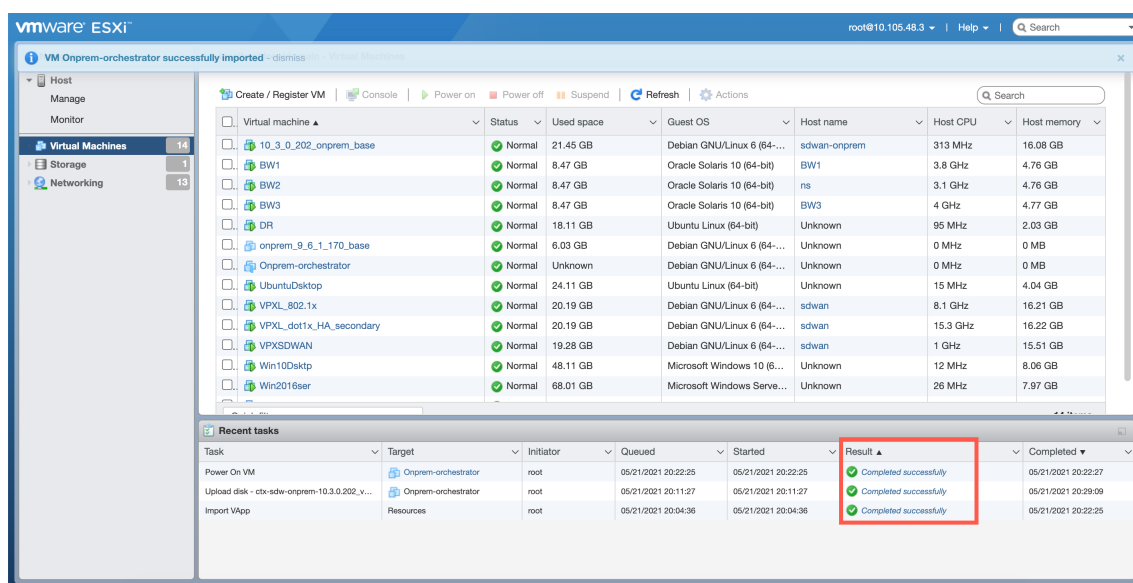 vmware ESXi™ root@10.105.48.3 | Help | Search
VM Onprem-orchestrator successfully imported - dismiss
Host
Manage
Monitor
Virtual Machines 14
Storage 1
Networking 13
Create / Register VM | Console | Power on Power off Suspend | Refresh | Actions Search
Virtual machine Status Used space Guest OS Host name Host CPU Host memory
10_3_0_202_onprem_base Normal 21.45 GB Debian GNU/Linux 6 (64-... sdwan-onprem 313 MHz 16.08 GB
BW1 Normal 8.47 GB Oracle Solaris 10 (64-bit) BW1 3.8 GHz 4.76 GB
BW2 Normal 8.47 GB Oracle Solaris 10 (64-bit) ns 3.1 GHz 4.76 GB
BW3 Normal 8.47 GB Oracle Solaris 10 (64-bit) BW3 4 GHz 4.77 GB
DR Normal 18.11 GB Ubuntu Linux (64-bit) Unknown 95 MHz 2.03 GB
onprem_9_6_1_170_base Normal 6.03 GB Debian GNU/Linux 6 (64-... Unknown 0 MHz 0 MB
Onprem-orchestrator Normal Unknown Debian GNU/Linux 6 (64-... Unknown 0 MHz 0 MB
UbuntuDsktop Normal 24.11 GB Ubuntu Linux (64-bit) Unknown 15 MHz 4.04 GB
VPXL_802.1x Normal 20.19 GB Debian GNU/Linux 6 (64-... sdwan 8.1 GHz 16.21 GB
VPXL_dot1x_HA_secondary Normal 20.19 GB Debian GNU/Linux 6 (64-... sdwan 15.3 GHz 16.22 GB
VPXSDWAN Normal 19.28 GB Debian GNU/Linux 6 (64-... sdwan 1 GHz 15.51 GB
Win10Dsktp Normal 48.11 GB Microsoft Windows 10 (6... Unknown 12 MHz 8.06 GB
Win2016ser Normal 68.01 GB Microsoft Windows Serve... Unknown 26 MHz 7.97 GB
Recent tasks
Task Target Initiator Queued Started Result Completed
Power On VM Onprem-orchestrator root 05/21/2021 20:22:25 05/21/2021 20:22:25 Completed successfully 05/21/2021 20:22:27
Upload disk - ctx-sdw-onprem-10.3.0.202_v... Onprem-orchestrator root 05/21/2021 20:11:27 05/21/2021 20:11:27 Completed successfully 05/21/2021 20:29:09
Import VApp Resources root 05/21/2021 20:04:36 05/21/2021 20:04:36 Completed successfully 05/21/2021 20:22:25